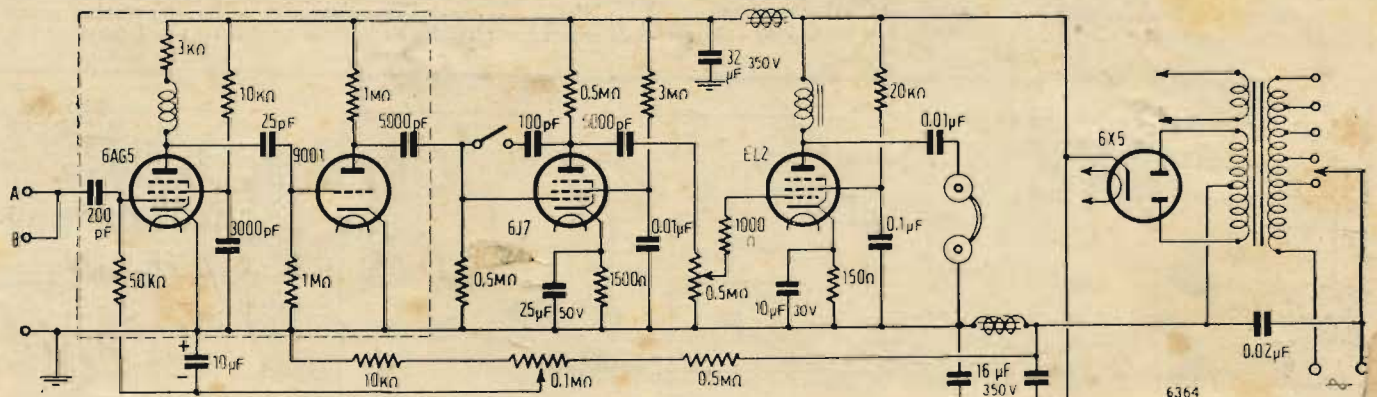 3KΩ
10KΩ
1MΩ
25pF
5000pF
6AG5
9001
A
B
200
pF
3000pF
50KΩ
1MΩ
10µF
+
-
100pF
0.5MΩ
3MΩ
5000pF
6J7
0.01µF
0.5MΩ
1500Ω
25µF 50V
32
µF 350V
20KΩ
EL2
0.01µF
1000
Ω
0.1µF
0.5MΩ
150Ω
10µF 30V
6X5
0.02µF
10KΩ
0.1MΩ
0.5MΩ
16 µF
350V
6364